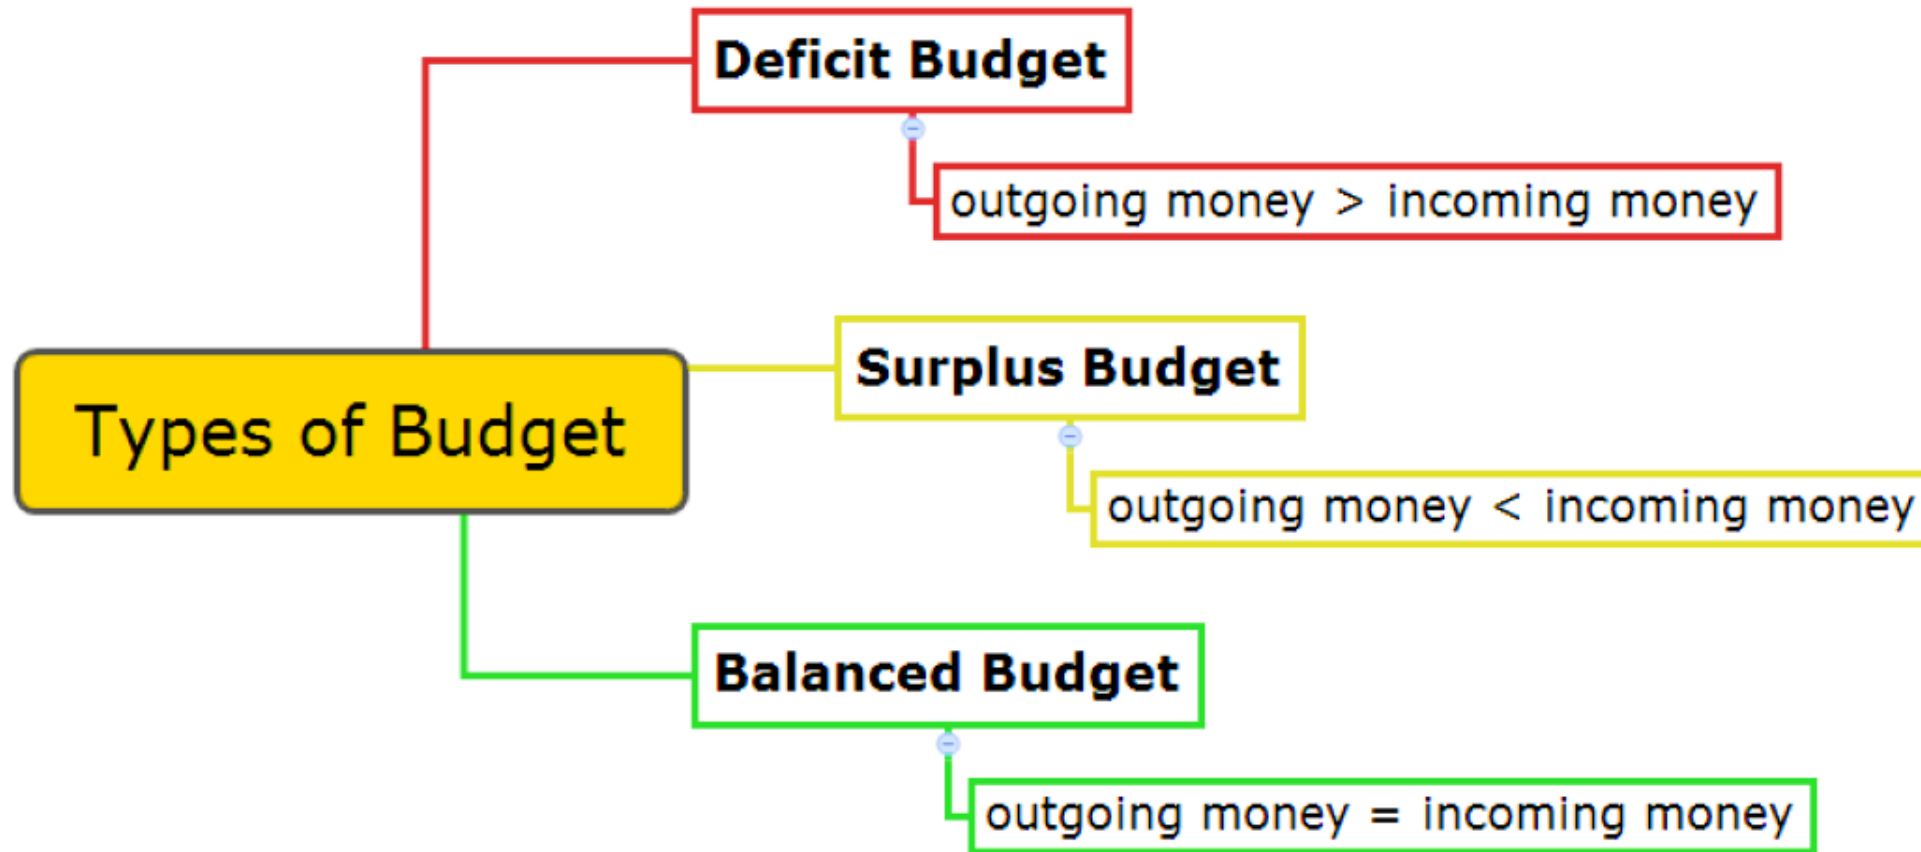 Deficit Budget
outgoing money > incoming money
Surplus Budget
Types of Budget
outgoing money < incoming money
Balanced Budget
outgoing money = incoming money